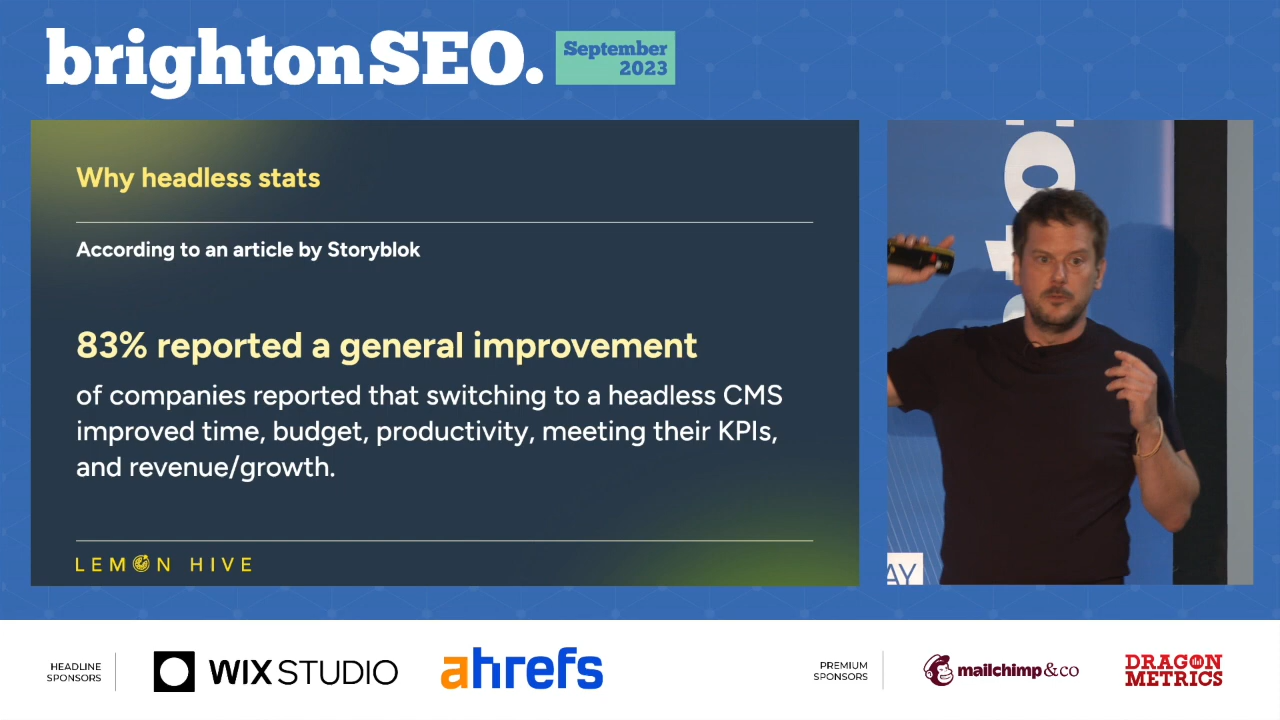 brightonSEO.
September
2023
Why headless stats
According to an article by Storyblok
83% reported a general improvement
of companies reported that switching to a headless CMS
improved time, budget, productivity, meeting their KPIs,
and revenue/growth.
LEMON HIVE
AY
HEADLINE
SPONSORS
WIX STUDIO
ahrefs
PREMIUM
SPONSORS
mailchimp&co
DRAGON
METRICS